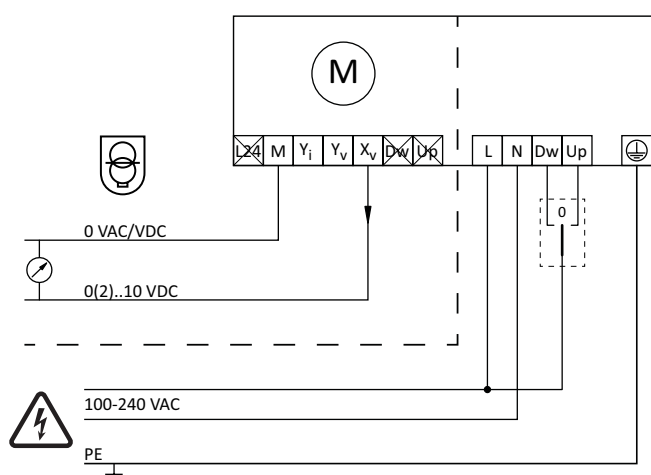 M
L24 M Yi Yv Xv Dw Up L N Dw Up
0
0 VAC/VDC
0(2)..10 VDC
100-240 VAC
PE